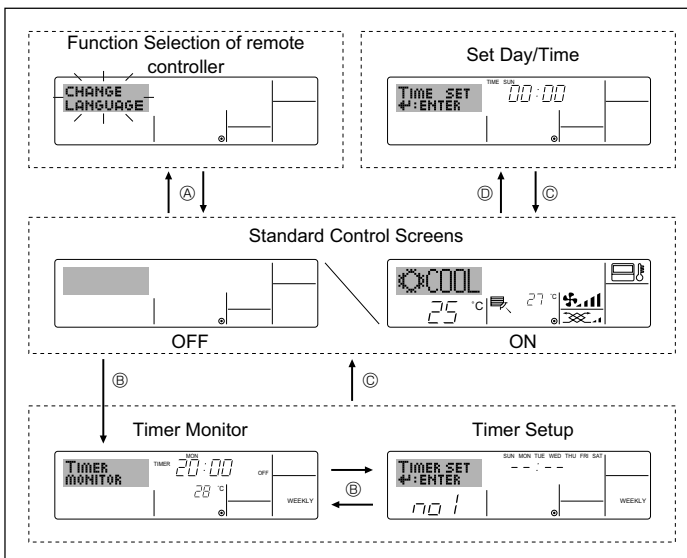 Function Selection of remote
controller
CHANGE
LANGUAGE
Set Day/Time
TIME SUN
TIME SET
↵:ENTER
00:00
Ⓐ
Ⓓ
Ⓒ
Standard Control Screens
OFF
COOL
25 °C
27 °C
ON
Ⓑ
Ⓒ
Timer Monitor
TIMER
MONITOR
MON
TIMER 20:00 OFF
28 °C
WEEKLY
Ⓑ
Timer Setup
TIMER SET
↵:ENTER
SUN MON TUE WED THU FRI SAT
--:--
no 1
WEEKLY